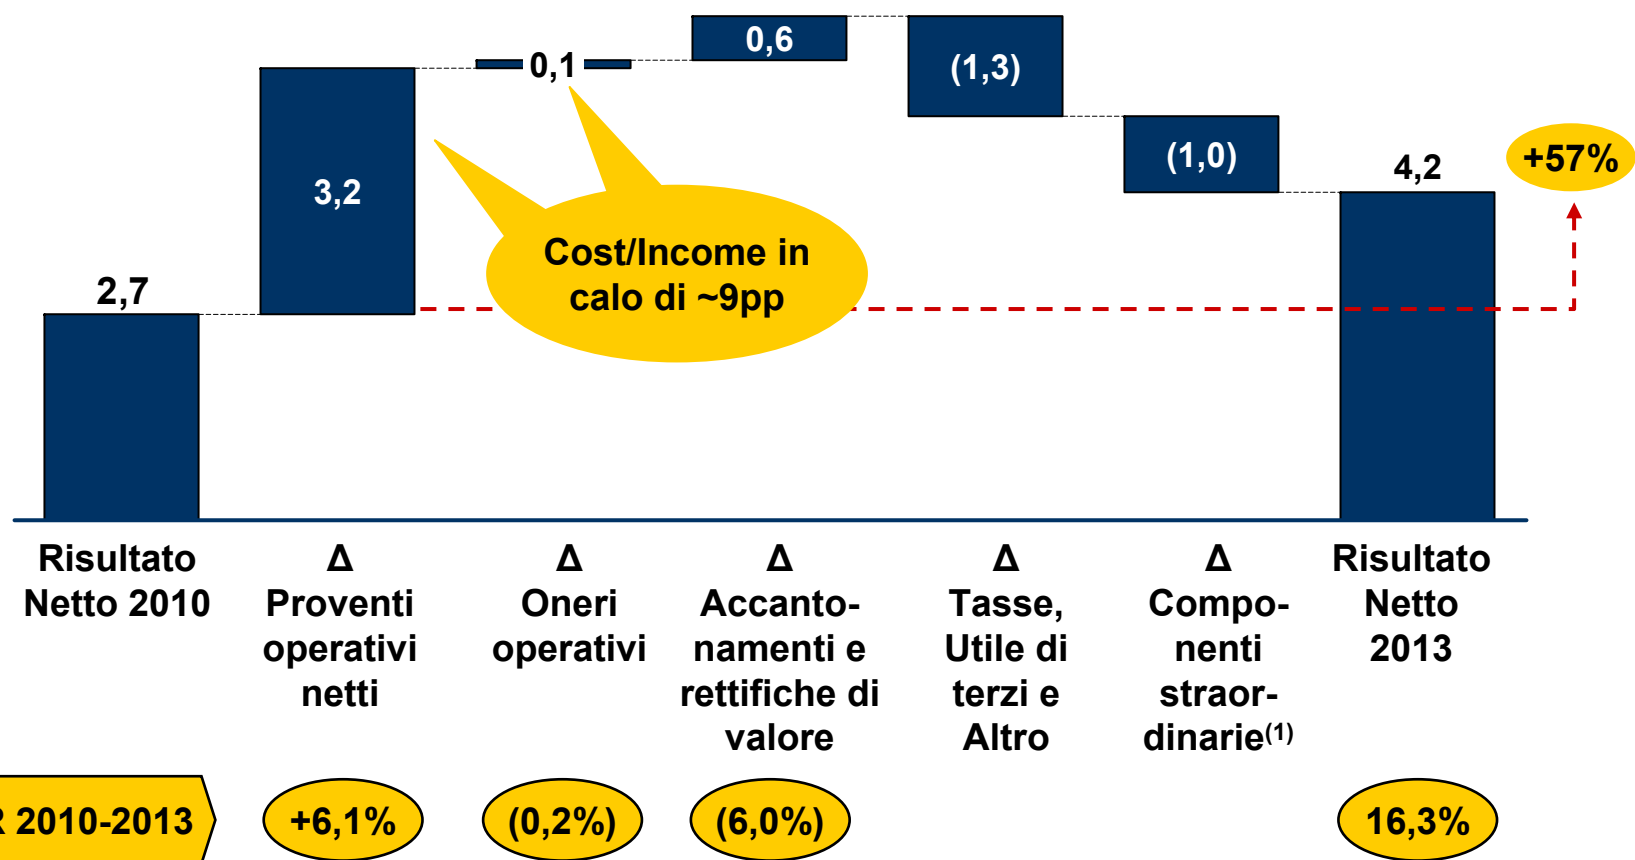 0,6
0,1
(1,3)
(1,0)
4,2
+57%
3,2
Cost/Income in
calo di ~9pp
2,7
Risultato
Netto 2010
Δ
Proventi
operativi
netti
Δ
Oneri
operativi
Δ
Accanto-
namenti e
rettifiche di
valore
Δ
Tasse,
Utile di
terzi e
Altro
Δ
Compo-
nenti
straor-
dinarie(1)
Risultato
Netto
2013
2010-2013
+6,1%
(0,2%)
(6,0%)
16,3%